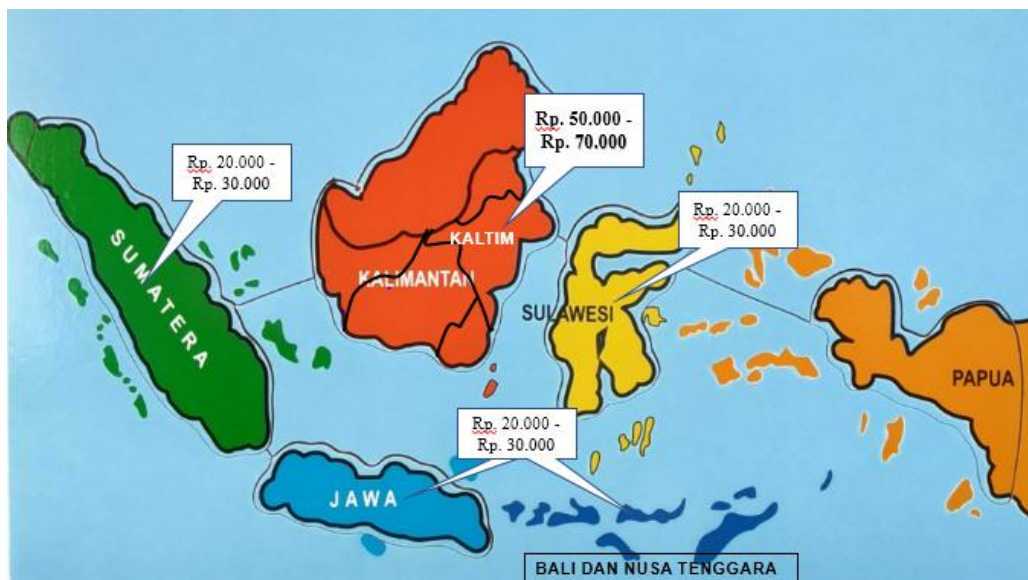 Rp. 50.000 -
Rp. 70.000
Rp. 20.000 -
Rp. 30.000
Rp. 20.000 -
Rp. 30.000
SUMATERA
KALTIM
KALIMANTAN
SULAWESI
PAPUA
Rp. 20.000 -
Rp. 30.000
JAWA
BALI DAN NUSA TENGGARA